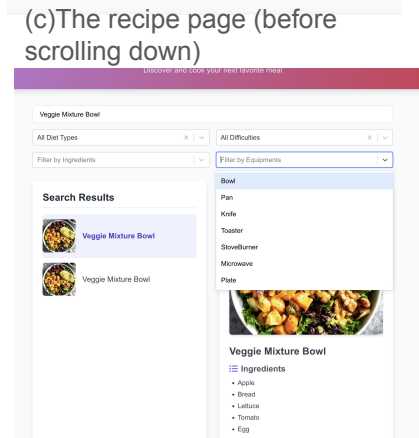 (c)The recipe page (before
scrolling down)
Discover and cook your next favorite meal
Veggie Mixture Bowl
All Diet Types
All Difficulties
Filter by Ingredients
Filter by Equipments
Bowl
Pan
Knife
Toaster
StoveBurner
Microwave
Plate
Search Results
Veggie Mixture Bowl
Veggie Mixture Bowl
Veggie Mixture Bowl
Ingredients
• Apple
• Bread
• Lettuce
• Tomato
• Egg